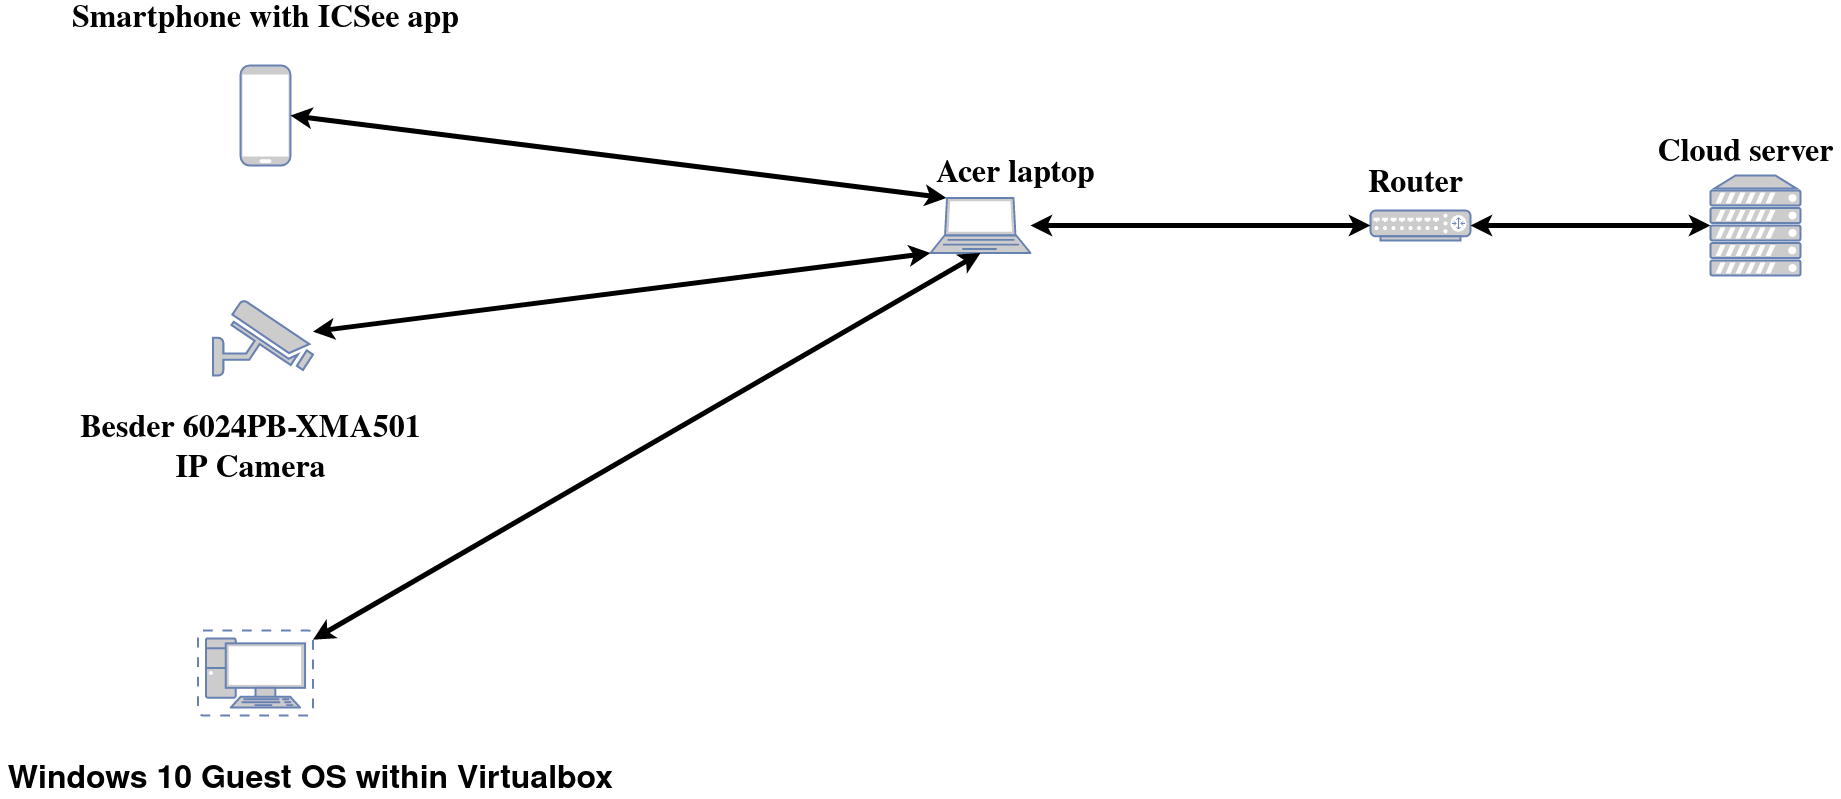 Smartphone with ICSee app
Cloud server
Acer laptop
Router
Besder 6024PB-XMA501
IP Camera
Windows 10 Guest OS within Virtualbox